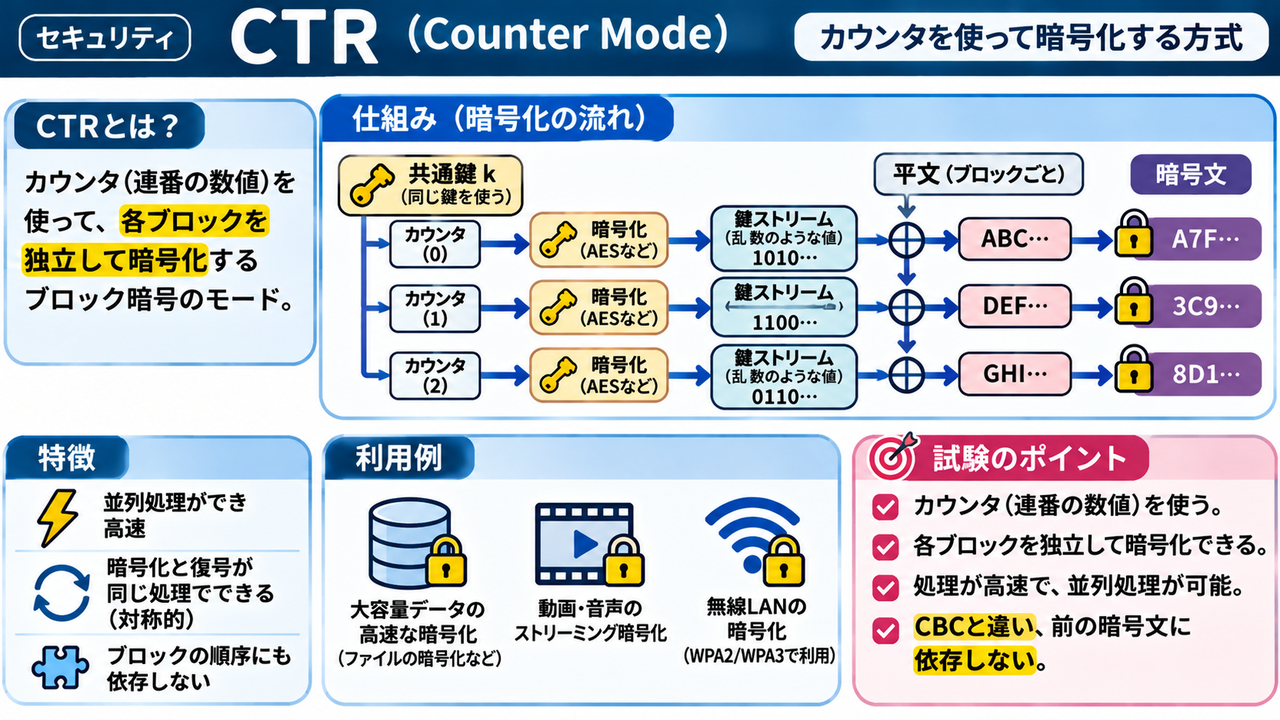 セキュリティ
CTR（Counter Mode）
カウンタを使って暗号化する方式
CTRとは？
カウンタ（連番の数値）を
使って、各ブロックを
独立して暗号化する
ブロック暗号のモード。
仕組み（暗号化の流れ）
共通鍵 k
（同じ鍵を使う）
平文（ブロックごと）
暗号文
カウンタ
(0)
暗号化
（AESなど）
鍵ストリーム
（乱数のような値）
1010…
ABC…
A7F…
カウンタ
(1)
暗号化
（AESなど）
鍵ストリーム
1100…
DEF…
3C9…
カウンタ
(2)
暗号化
（AESなど）
鍵ストリーム
（乱数のような値）
0110…
GHI…
8D1…
特徴
並列処理ができ
高速
暗号化と復号が
同じ処理でできる
（対称的）
ブロックの順序にも
依存しない
利用例
大容量データの
高速な暗号化
（ファイルの暗号化など）
動画・音声の
ストリーミング暗号化
無線LANの
暗号化
（WPA2/WPA3で利用）
試験のポイント
カウンタ（連番の数値）を使う。
各ブロックを独立して暗号化できる。
処理が高速で、並列処理が可能。
CBCと違い、前の暗号文に
依存しない。